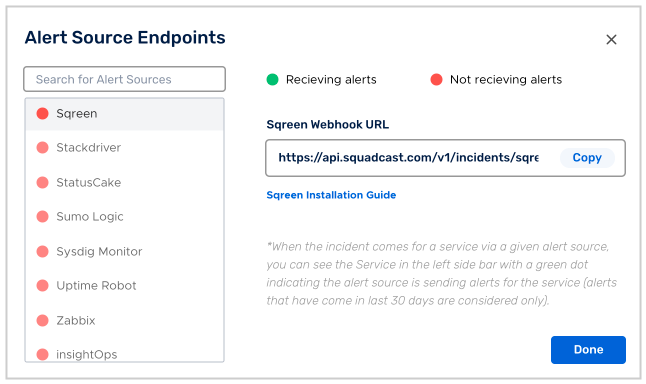 Alert Source Endpoints
Search for Alert Sources
Recieving alerts
Not recieving alerts
Sqreen
Stackdriver
StatusCake
Sumo Logic
Sysdig Monitor
Uptime Robot
Zabbix
insightOps
Sqreen Webhook URL
https://api.squadcast.com/v1/incidents/sqre
Copy
Sqreen Installation Guide
*When the incident comes for a service via a given alert source,
you can see the Service in the left side bar with a green dot
indicating the alert source is sending alerts for the service (alerts
that have come in last 30 days are considered only).
Done